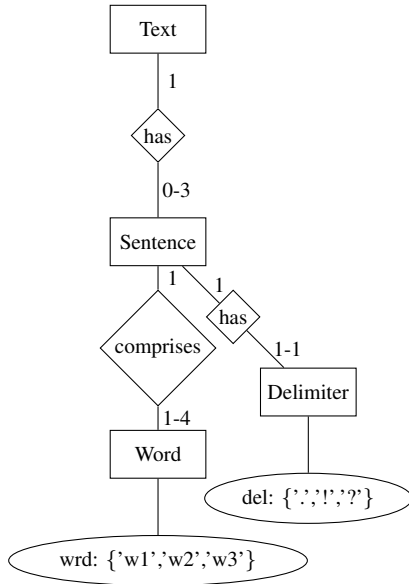 Text
1
has
0-3
Sentence
1
1
has
comprises
1-1
Delimiter
1-4
Word
del: {'.','!','?'}
wrd: {'w1','w2','w3'}